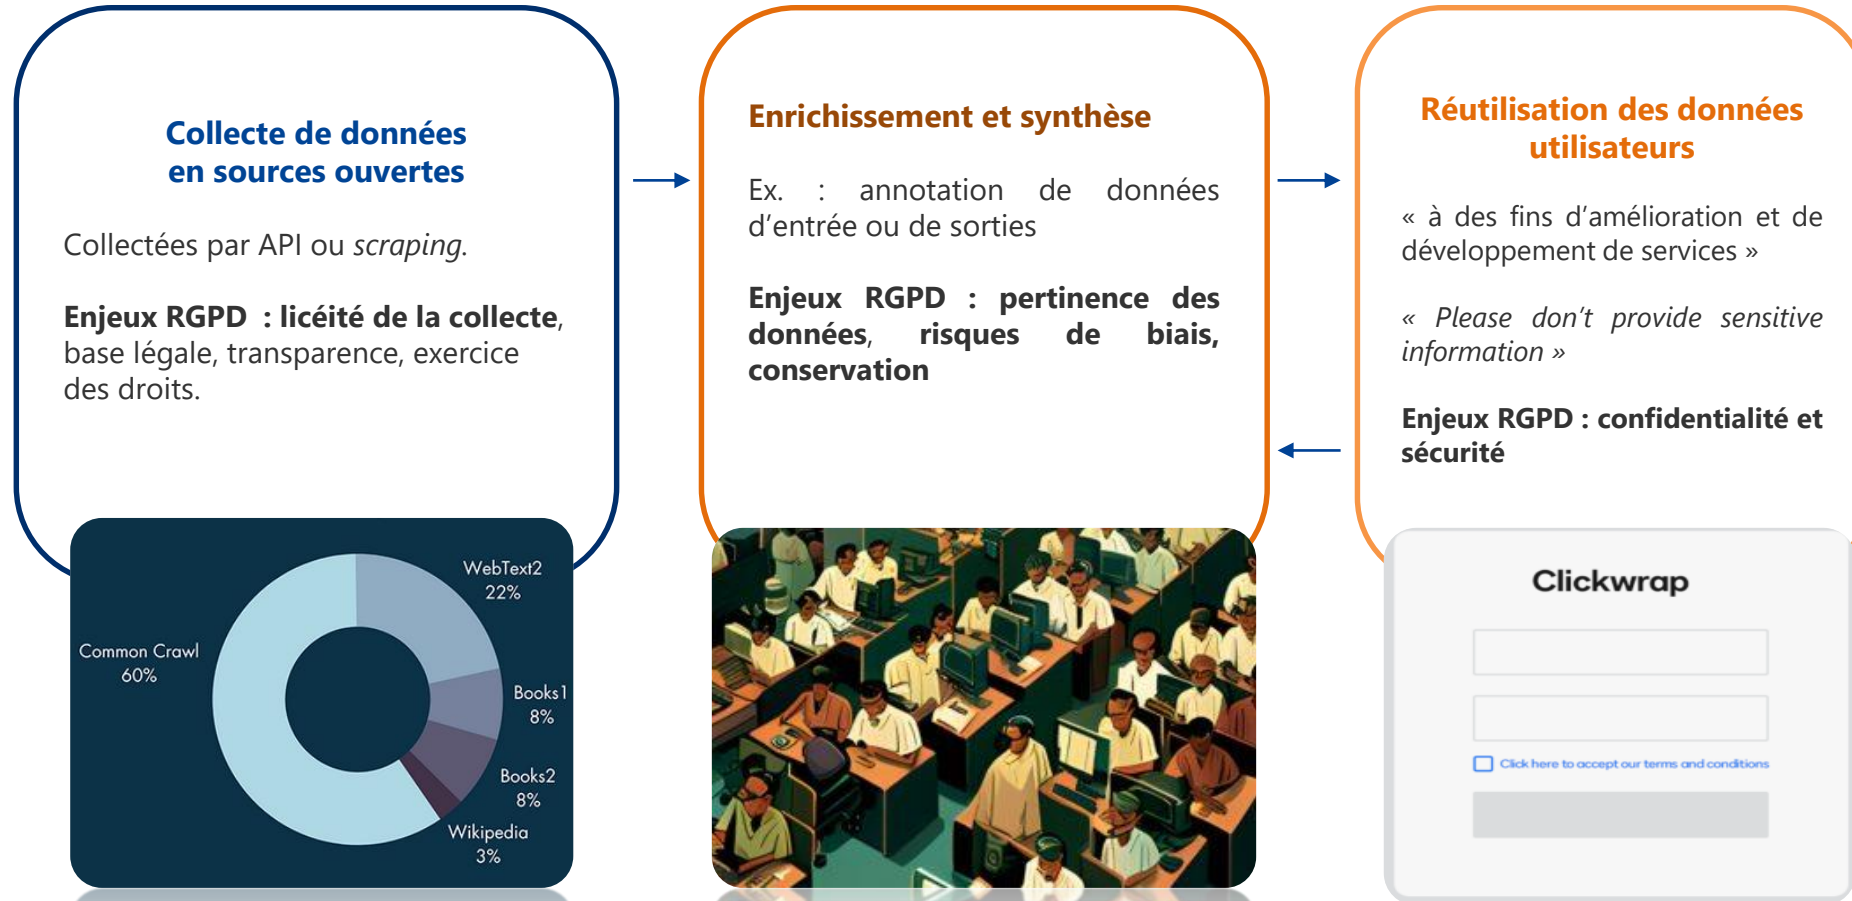 Collecte de données
en sources ouvertes
Collectées par API ou scraping.
Enjeux RGPD : licéité de la collecte,
base légale, transparence, exercice
des droits.
WebText2
22%
Common Crawl
60%
Books1
8%
Books2
8%
Wikipedia
3%
Enrichissement et synthèse
Ex. : annotation de données
d’entrée ou de sorties
Enjeux RGPD : pertinence des
données, risques de biais,
conservation
Réutilisation des données
utilisateurs
« à des fins d’amélioration et de
développement de services »
« Please don’t provide sensitive
information »
Enjeux RGPD : confidentialité et
sécurité
Clickwrap
Click here to accept our terms and conditions